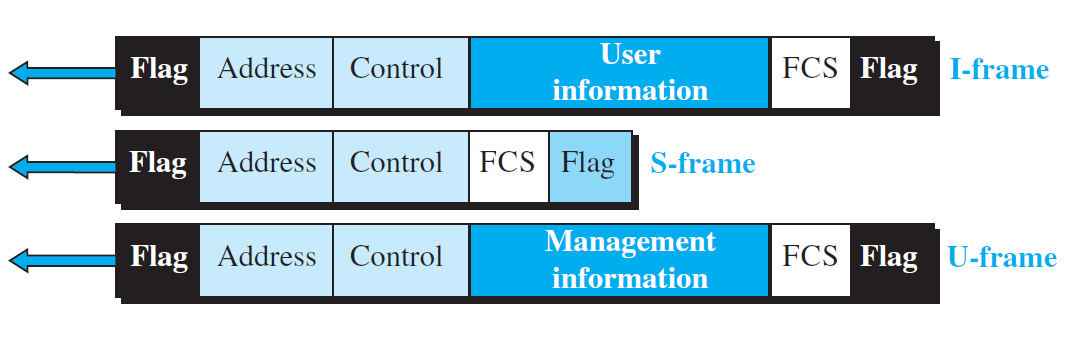 Flag Address Control User information FCS Flag I-frame
Flag Address Control FCS Flag S-frame
Flag Address Control Management information FCS Flag U-frame